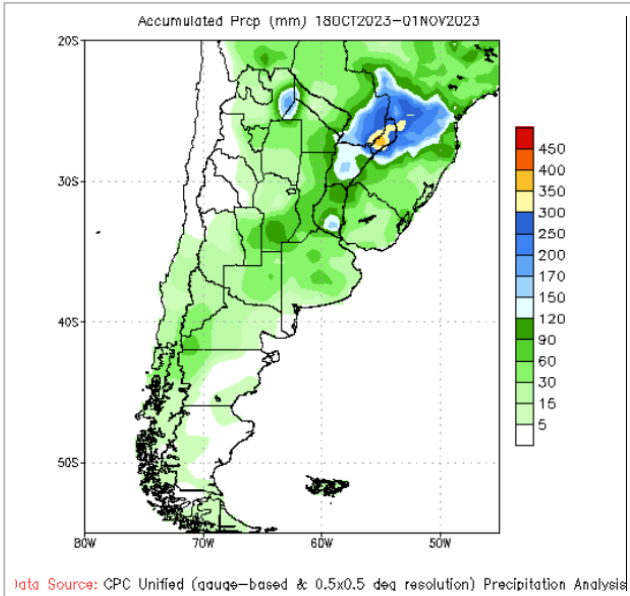 Accumulated Prcp (mm) 18OCT2023-01NOV2023
20S
30S
40S
50S
80W 70W 60W 50W
450
400
350
300
250
200
170
150
120
90
60
30
15
5
Data Source: CPC Unified (gauge-based & 0.5x0.5 deg resolution) Precipitation Analysis